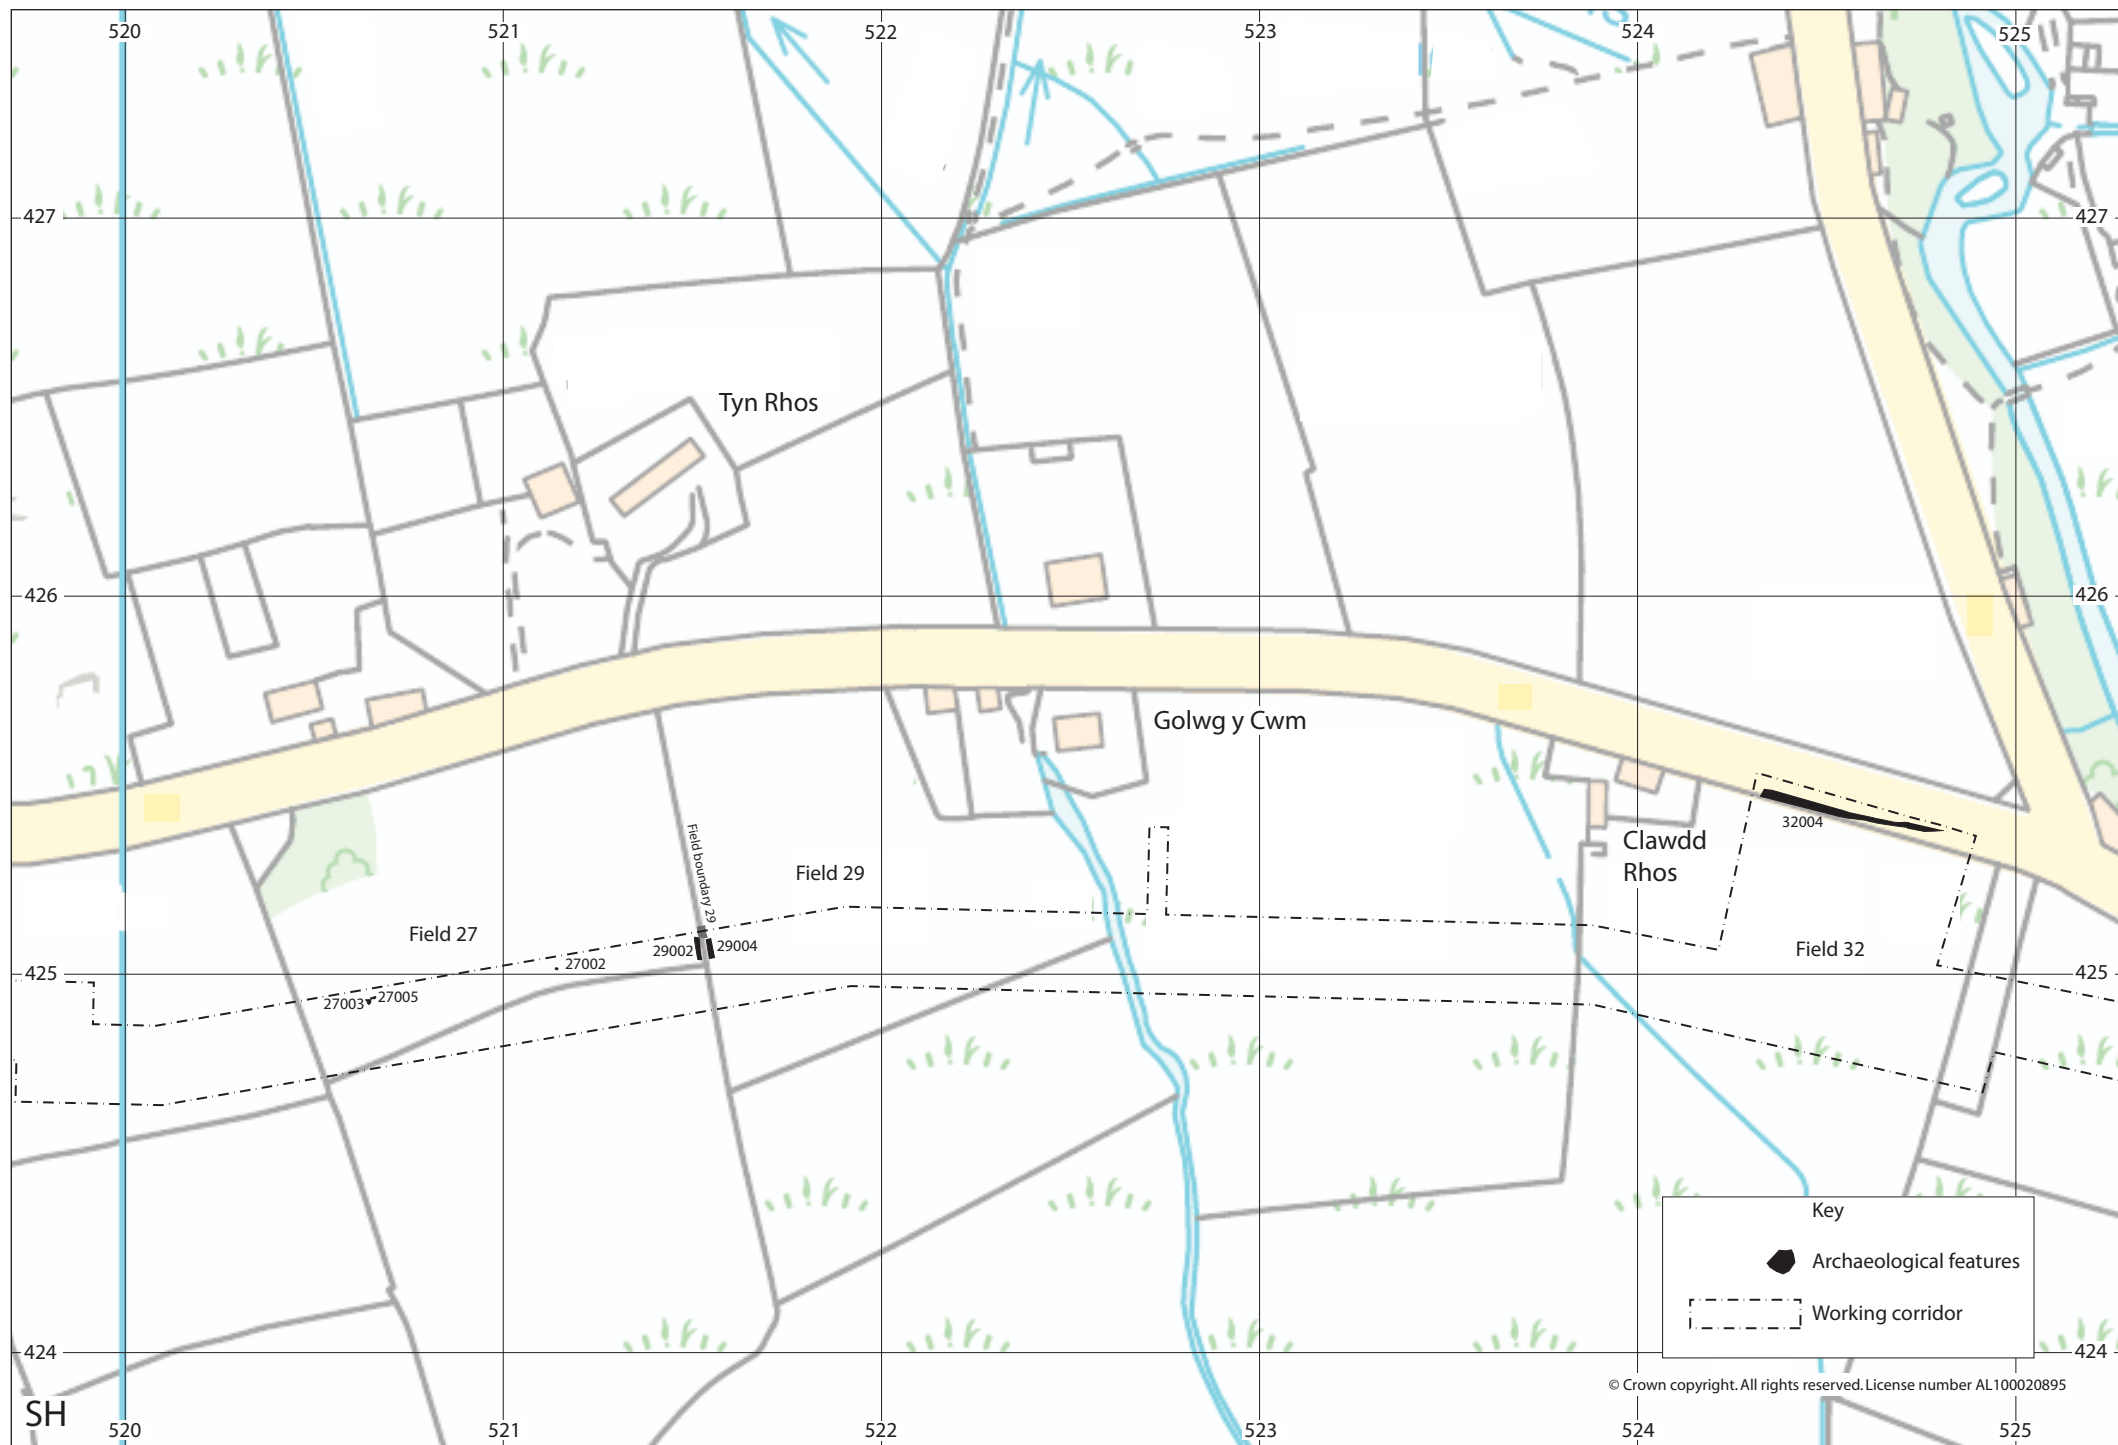 520
521
522
523
524
525
427
427
Tyn Rhos
426
426
Golwg y Cwm
32004
Clawdd
Rhos
Field boundary 29
Field 29
Field 27
29002
29004
Field 32
27002
425
425
27003
27005
Key
Archaeological features
Working corridor
424
424
© Crown copyright. All rights reserved. License number AL100020895
SH
520
521
522
523
524
525